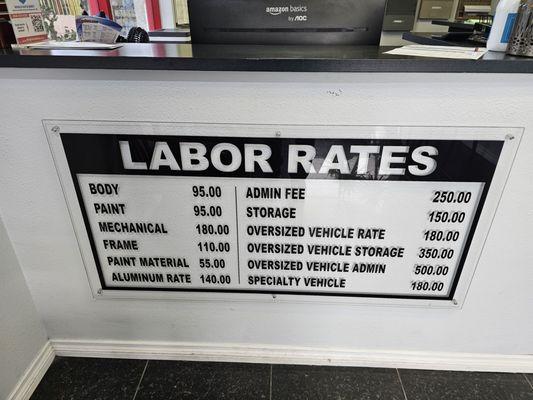 amazon basics
by AOC
LABOR RATES
BODY 95.00
PAINT 95.00
MECHANICAL 180.00
FRAME 110.00
PAINT MATERIAL 55.00
ALUMINUM RATE 140.00
ADMIN FEE 250.00
STORAGE 150.00
OVERSIZED VEHICLE RATE 180.00
OVERSIZED VEHICLE STORAGE 350.00
OVERSIZED VEHICLE ADMIN 500.00
SPECIALTY VEHICLE 180.00